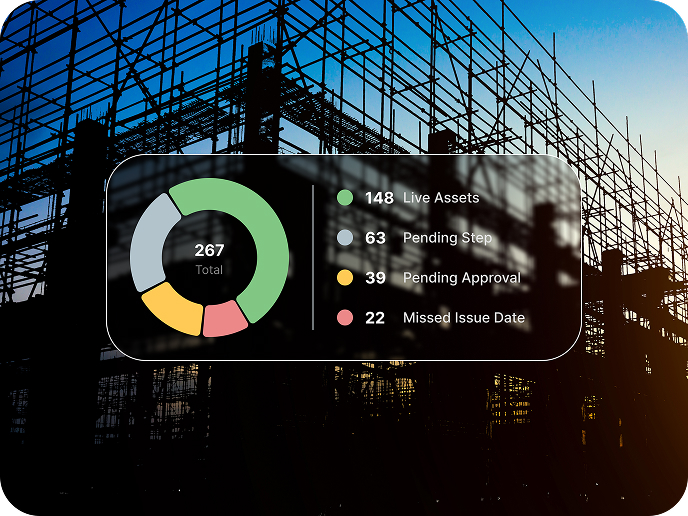 267
Total
148 Live Assets
63 Pending Step
39 Pending Approval
22 Missed Issue Date